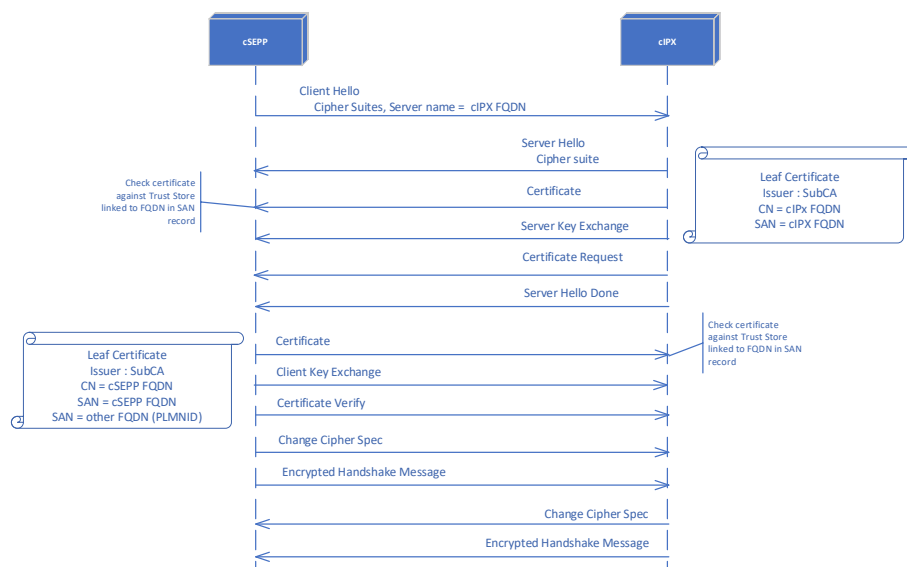 cSEPP
cIPX
Client Hello
Cipher Suites, Server name = cIPX FQDN
Server Hello
Cipher suite
Check certificate
against Trust Store
linked to FQDN in SAN
record
Certificate
Leaf Certificate
Issuer : SubCA
CN = cIPx FQDN
SAN = cIPX FQDN
Server Key Exchange
Certificate Request
Server Hello Done
Certificate
Check certificate
against Trust Store
linked to FQDN in SAN
record
Leaf Certificate
Issuer : SubCA
CN = cSEPP FQDN
SAN = cSEPP FQDN
SAN = other FQDN (PLMNID)
Client Key Exchange
Certificate Verify
Change Cipher Spec
Encrypted Handshake Message
Change Cipher Spec
Encrypted Handshake Message